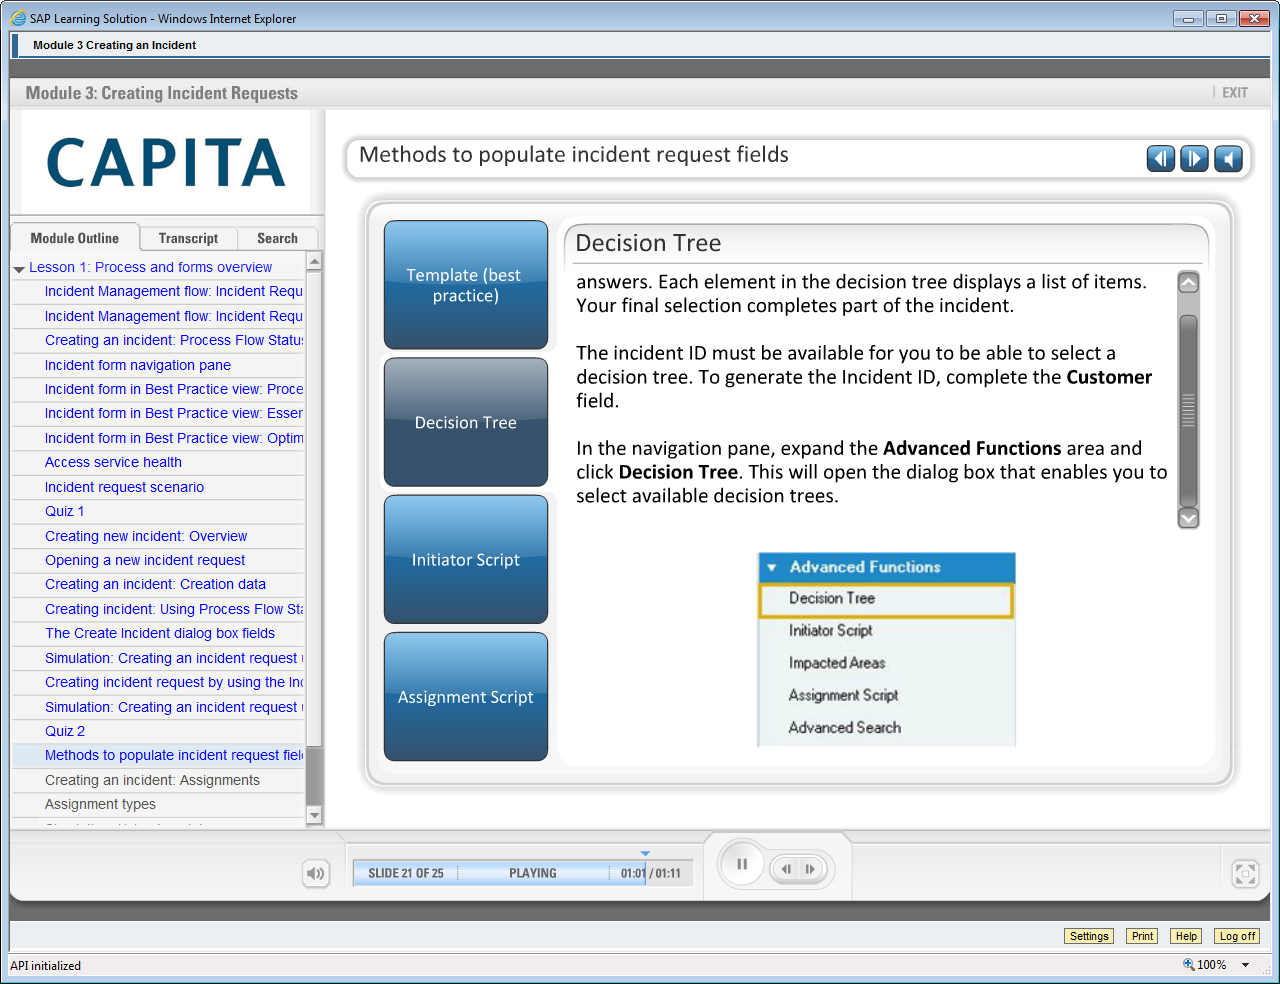 SAP Learning Solution - Windows Internet Explorer
Module 3 Creating an Incident
Module 3: Creating Incident Requests
EXIT
CAPITA
Methods to populate incident request fields
Module Outline
Transcript
Search
Lesson 1: Process and forms overview
Incident Management flow: Incident Requ
Incident Management flow: Incident Requ
Creating an incident: Process Flow Status
Incident form navigation pane
Incident form in Best Practice view: Proce
Incident form in Best Practice view: Esser
Incident form in Best Practice view: Optim
Access service health
Incident request scenario
Quiz 1
Creating new incident: Overview
Opening a new incident request
Creating an incident: Creation data
Creating incident: Using Process Flow Sta
The Create Incident dialog box fields
Simulation: Creating an incident request
Creating incident request by using the Inc
Simulation: Creating an incident request
Quiz 2
Methods to populate incident request fiel
Creating an incident: Assignments
Assignment types
Template (best
practice)
Decision Tree
Initiator Script
Assignment Script
Decision Tree
answers. Each element in the decision tree displays a list of items.
Your final selection completes part of the incident.
The incident ID must be available for you to be able to select a
decision tree. To generate the Incident ID, complete the Customer
field.
In the navigation pane, expand the Advanced Functions area and
click Decision Tree. This will open the dialog box that enables you to
select available decision trees.
Advanced Functions
Decision Tree
Initiator Script
Impacted Areas
Assignment Script
Advanced Search
SLIDE 21 OF 25
PLAYING
01:01 / 01:11
Settings
Print
Help
Log off
API initialized
100%